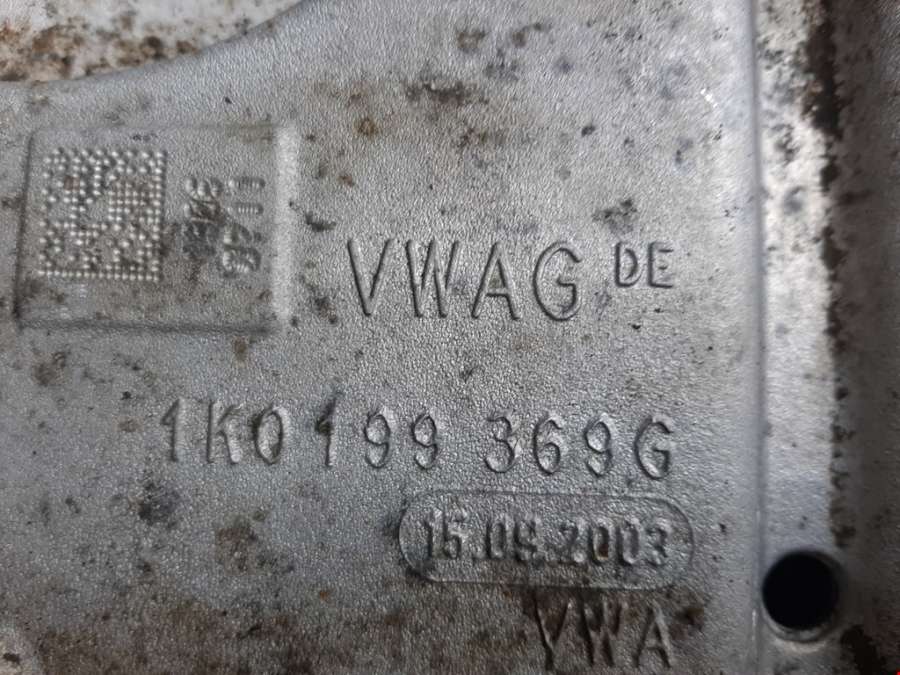 VWAG DE
1K0 199 369G
15.09.2003
VWA